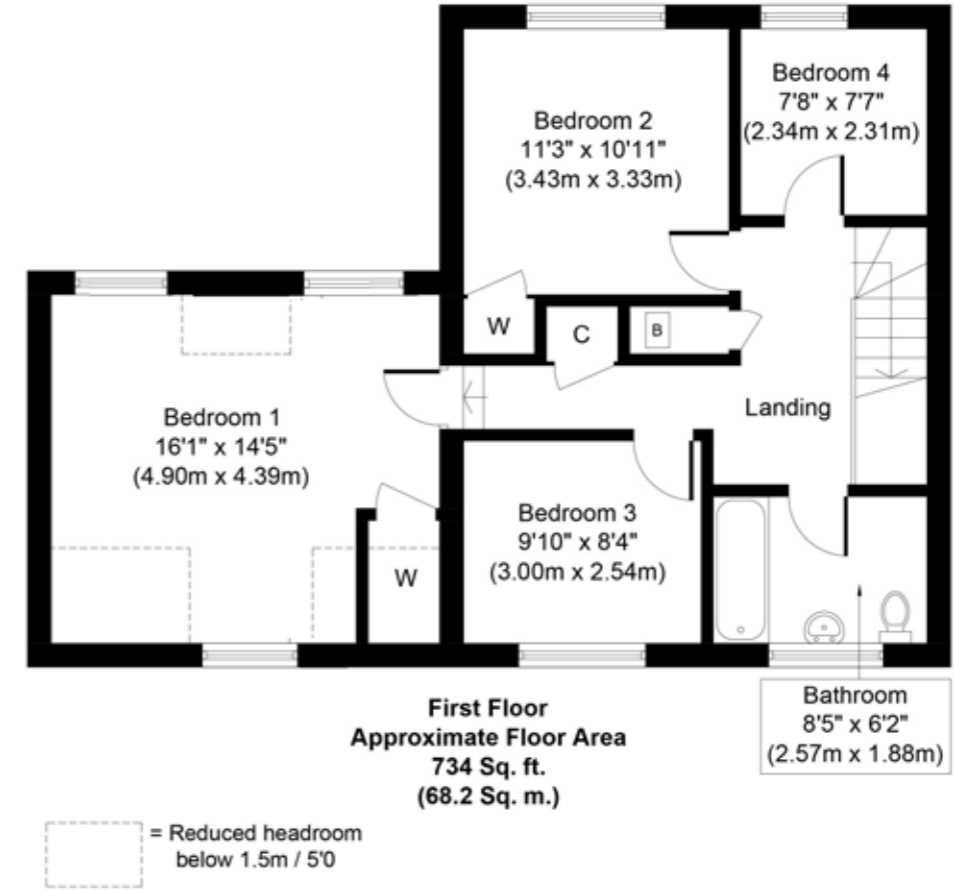 Bedroom 4
7'8" x 7'7"
(2.34m x 2.31m)
Bedroom 2
11'3" x 10'11"
(3.43m x 3.33m)
W
C
B
Bedroom 1
16'1" x 14'5"
(4.90m x 4.39m)
Landing
Bedroom 3
9'10" x 8'4"
(3.00m x 2.54m)
W
Bathroom
8'5" x 6'2"
(2.57m x 1.88m)
First Floor
Approximate Floor Area
734 Sq. ft.
(68.2 Sq. m.)
= Reduced headroom
below 1.5m / 5'0